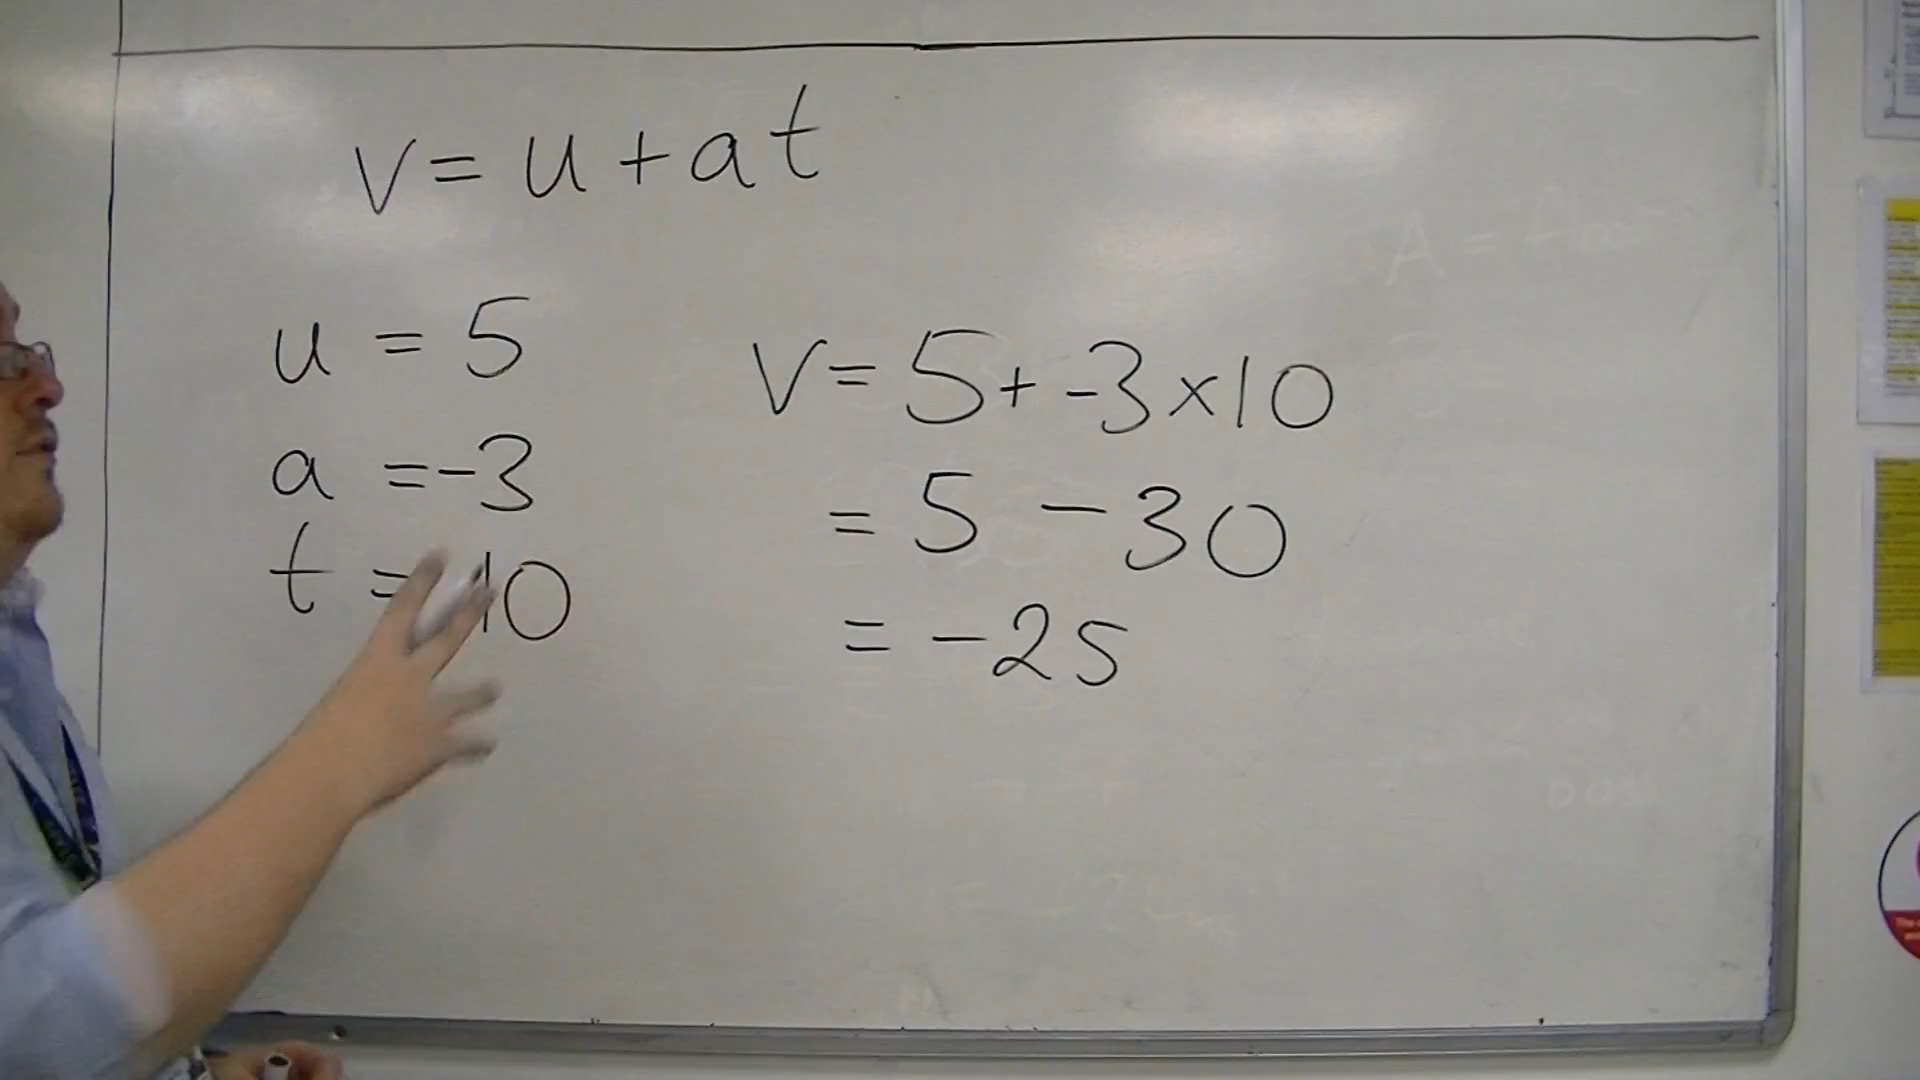 v = u + at
u = 5
a = -3
t = 10
V = 5 + -3 × 10
= 5 - 30
= -25